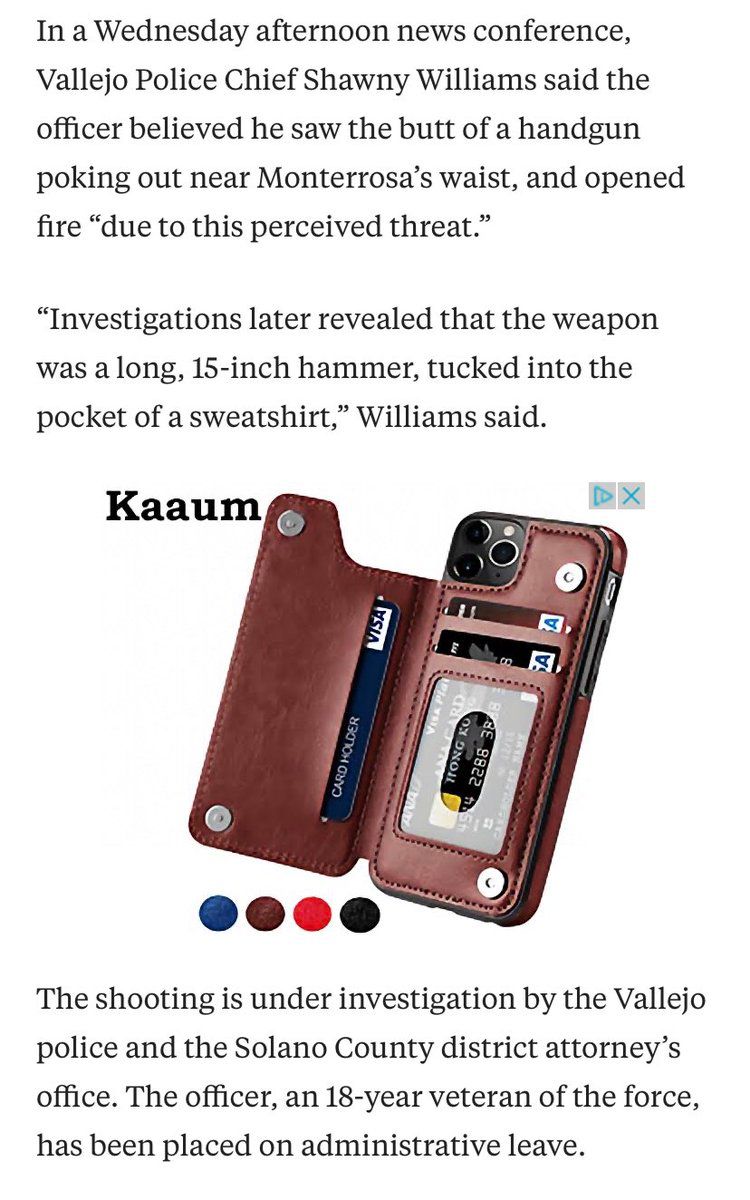 In a Wednesday afternoon news conference,
Vallejo Police Chief Shawny Williams said the
officer believed he saw the butt of a handgun
poking out near Monterrosa’s waist, and opened
fire “due to this perceived threat.”
“Investigations later revealed that the weapon
was a long, 15-inch hammer, tucked into the
pocket of a sweatshirt,” Williams said.
Kaaum
VISA
CARD HOLDER
HONG KO
2288
The shooting is under investigation by the Vallejo
police and the Solano County district attorney’s
office. The officer, an 18-year veteran of the force,
has been placed on administrative leave.